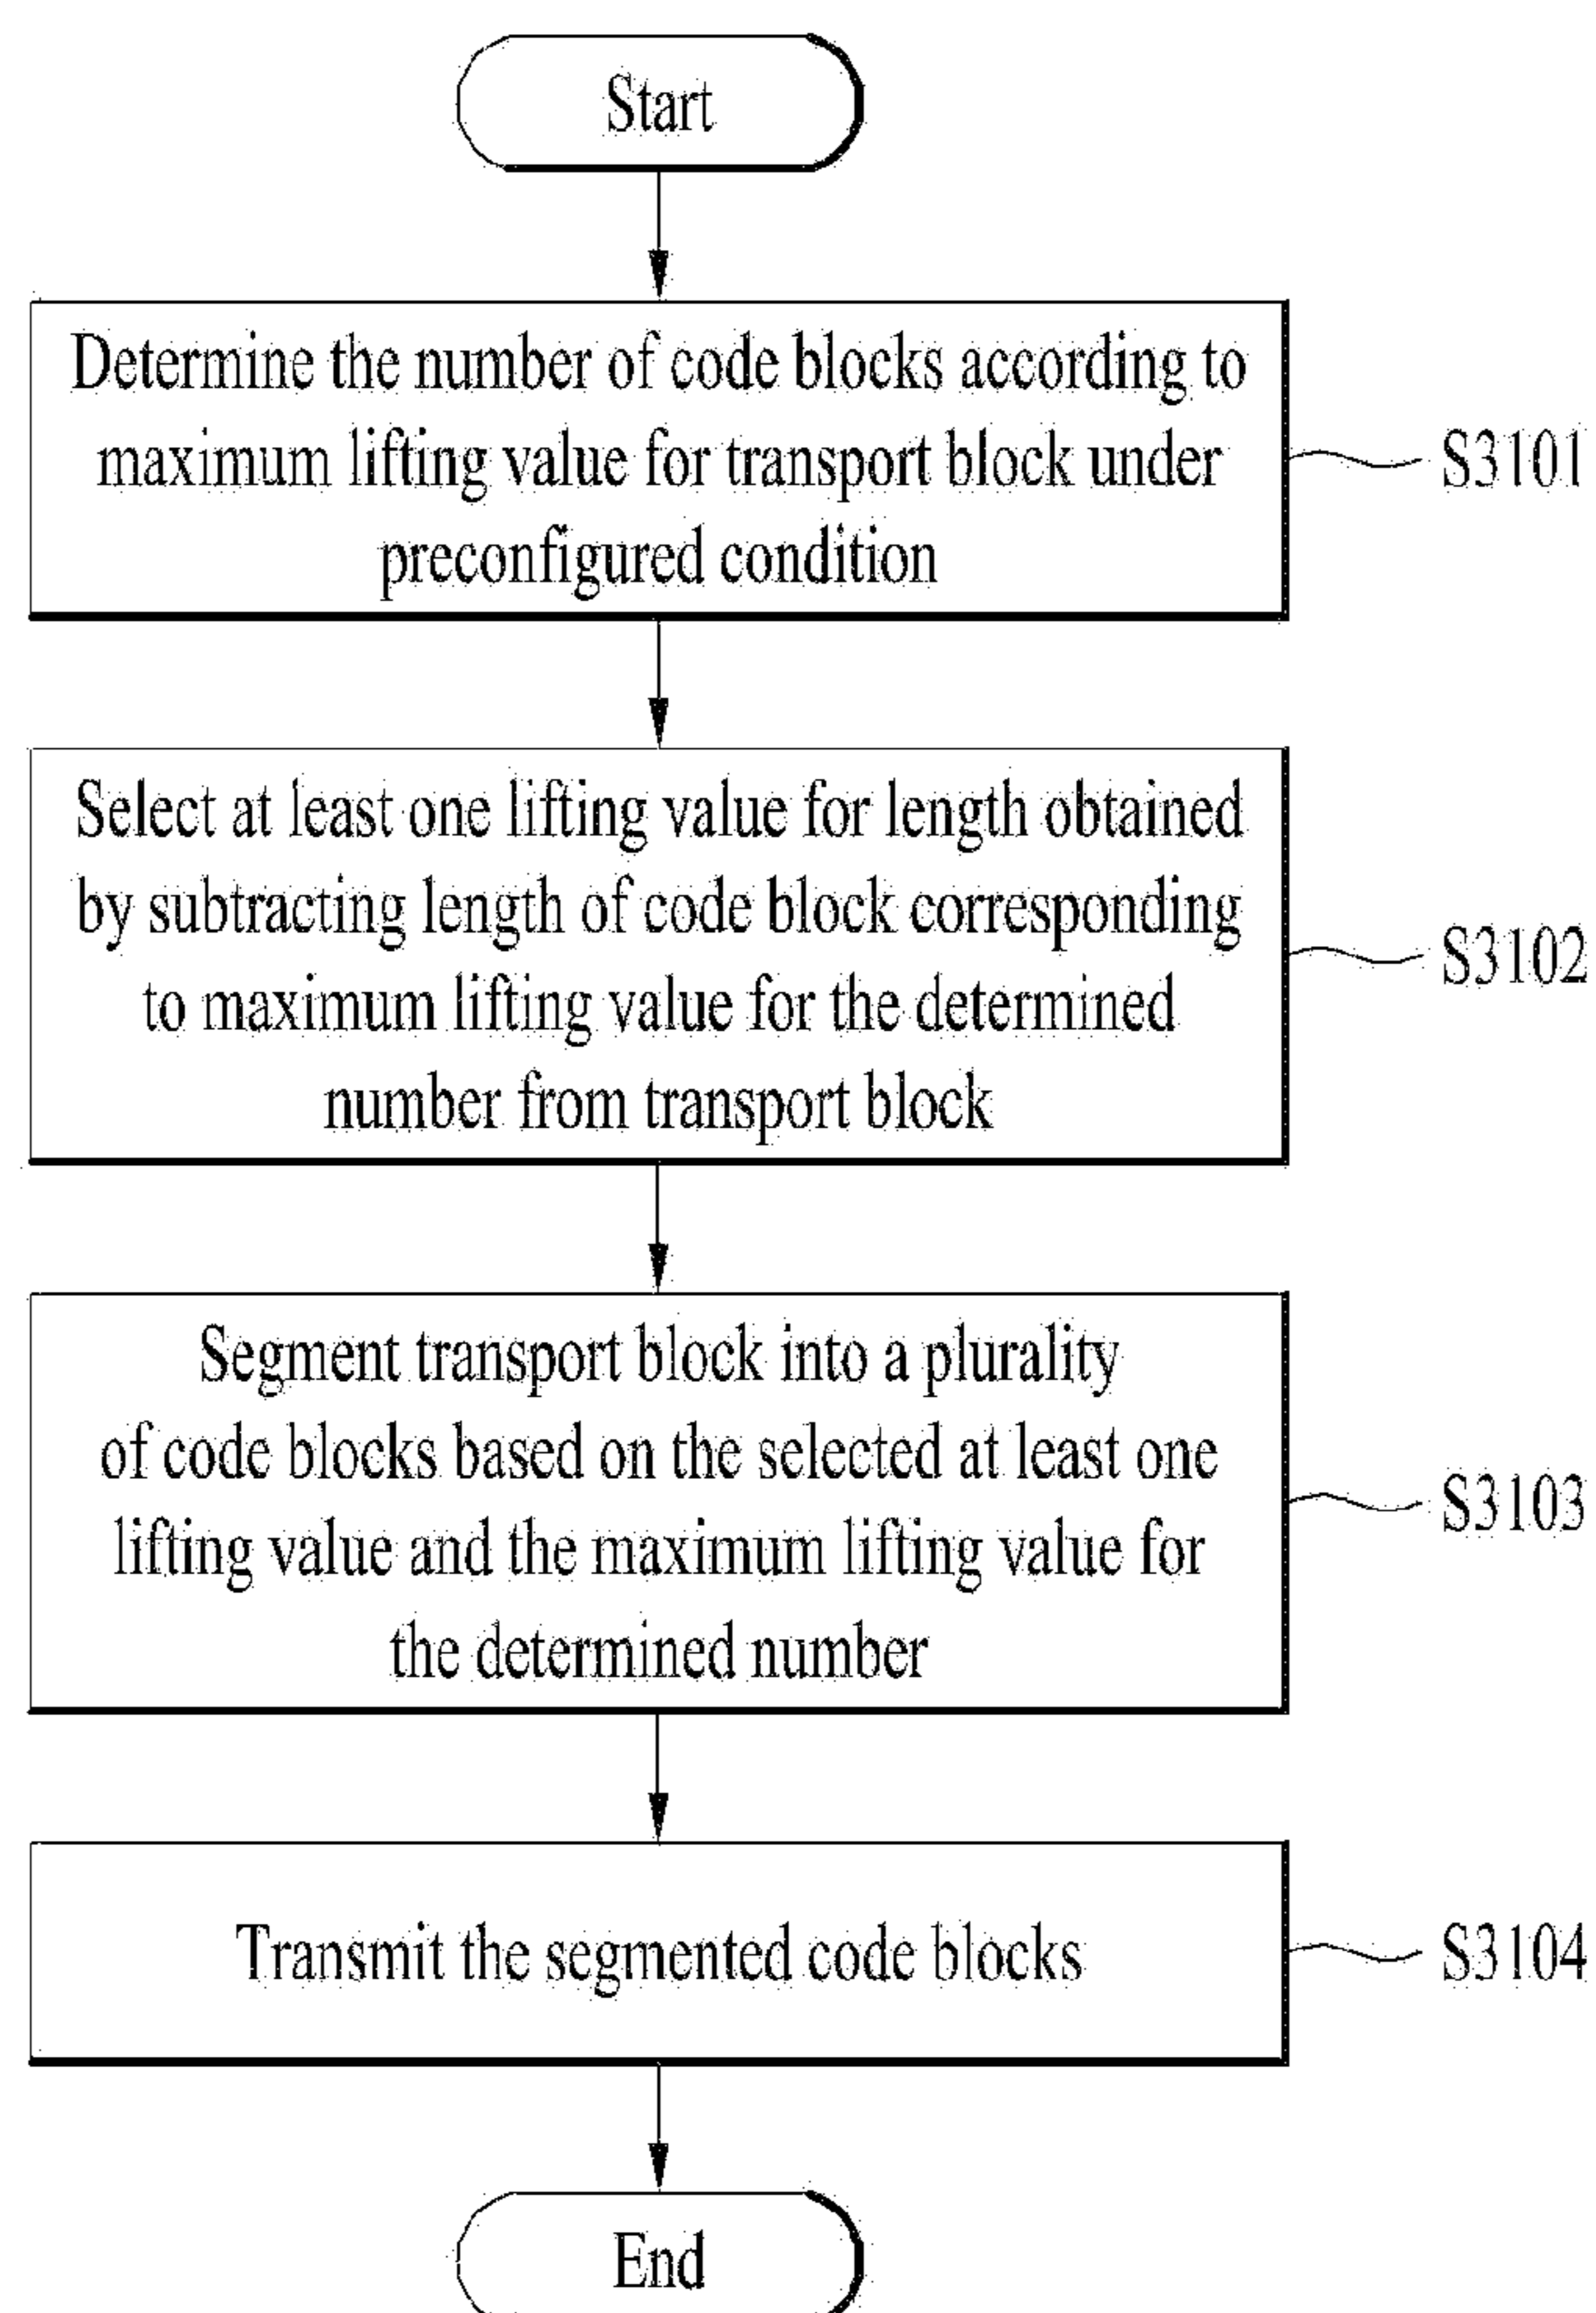 Start
Determine the number of code blocks according to
maximum lifting value for transport block under
preconfigured condition
S3101
Select at least one lifting value for length obtained
by subtracting length of code block corresponding
to maximum lifting value for the determined
number from transport block
S3102
Segment transport block into a plurality
of code blocks based on the selected at least one
lifting value and the maximum lifting value for
the determined number
S3103
Transmit the segmented code blocks
S3104
End